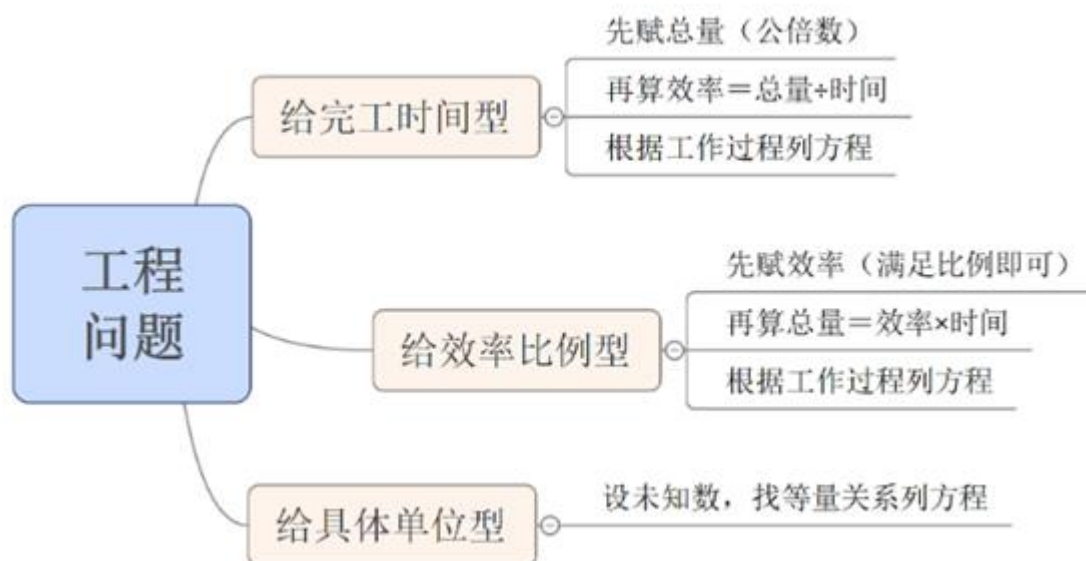 工程
问题
给完工时间型
先赋总量（公倍数）
再算效率＝总量÷时间
根据工作过程列方程
给效率比例型
先赋效率（满足比例即可）
再算总量＝效率×时间
根据工作过程列方程
给具体单位型
设未知数，找等量关系列方程